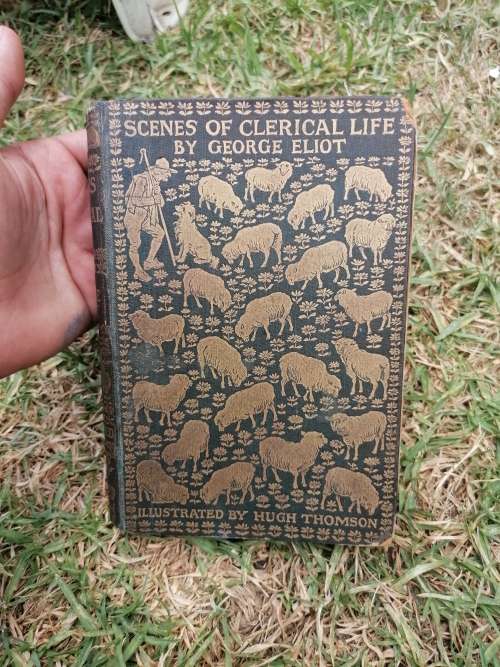 SCENES OF CLERICAL LIFE
BY GEORGE ELIOT
ILLUSTRATED BY HUGH THOMSON